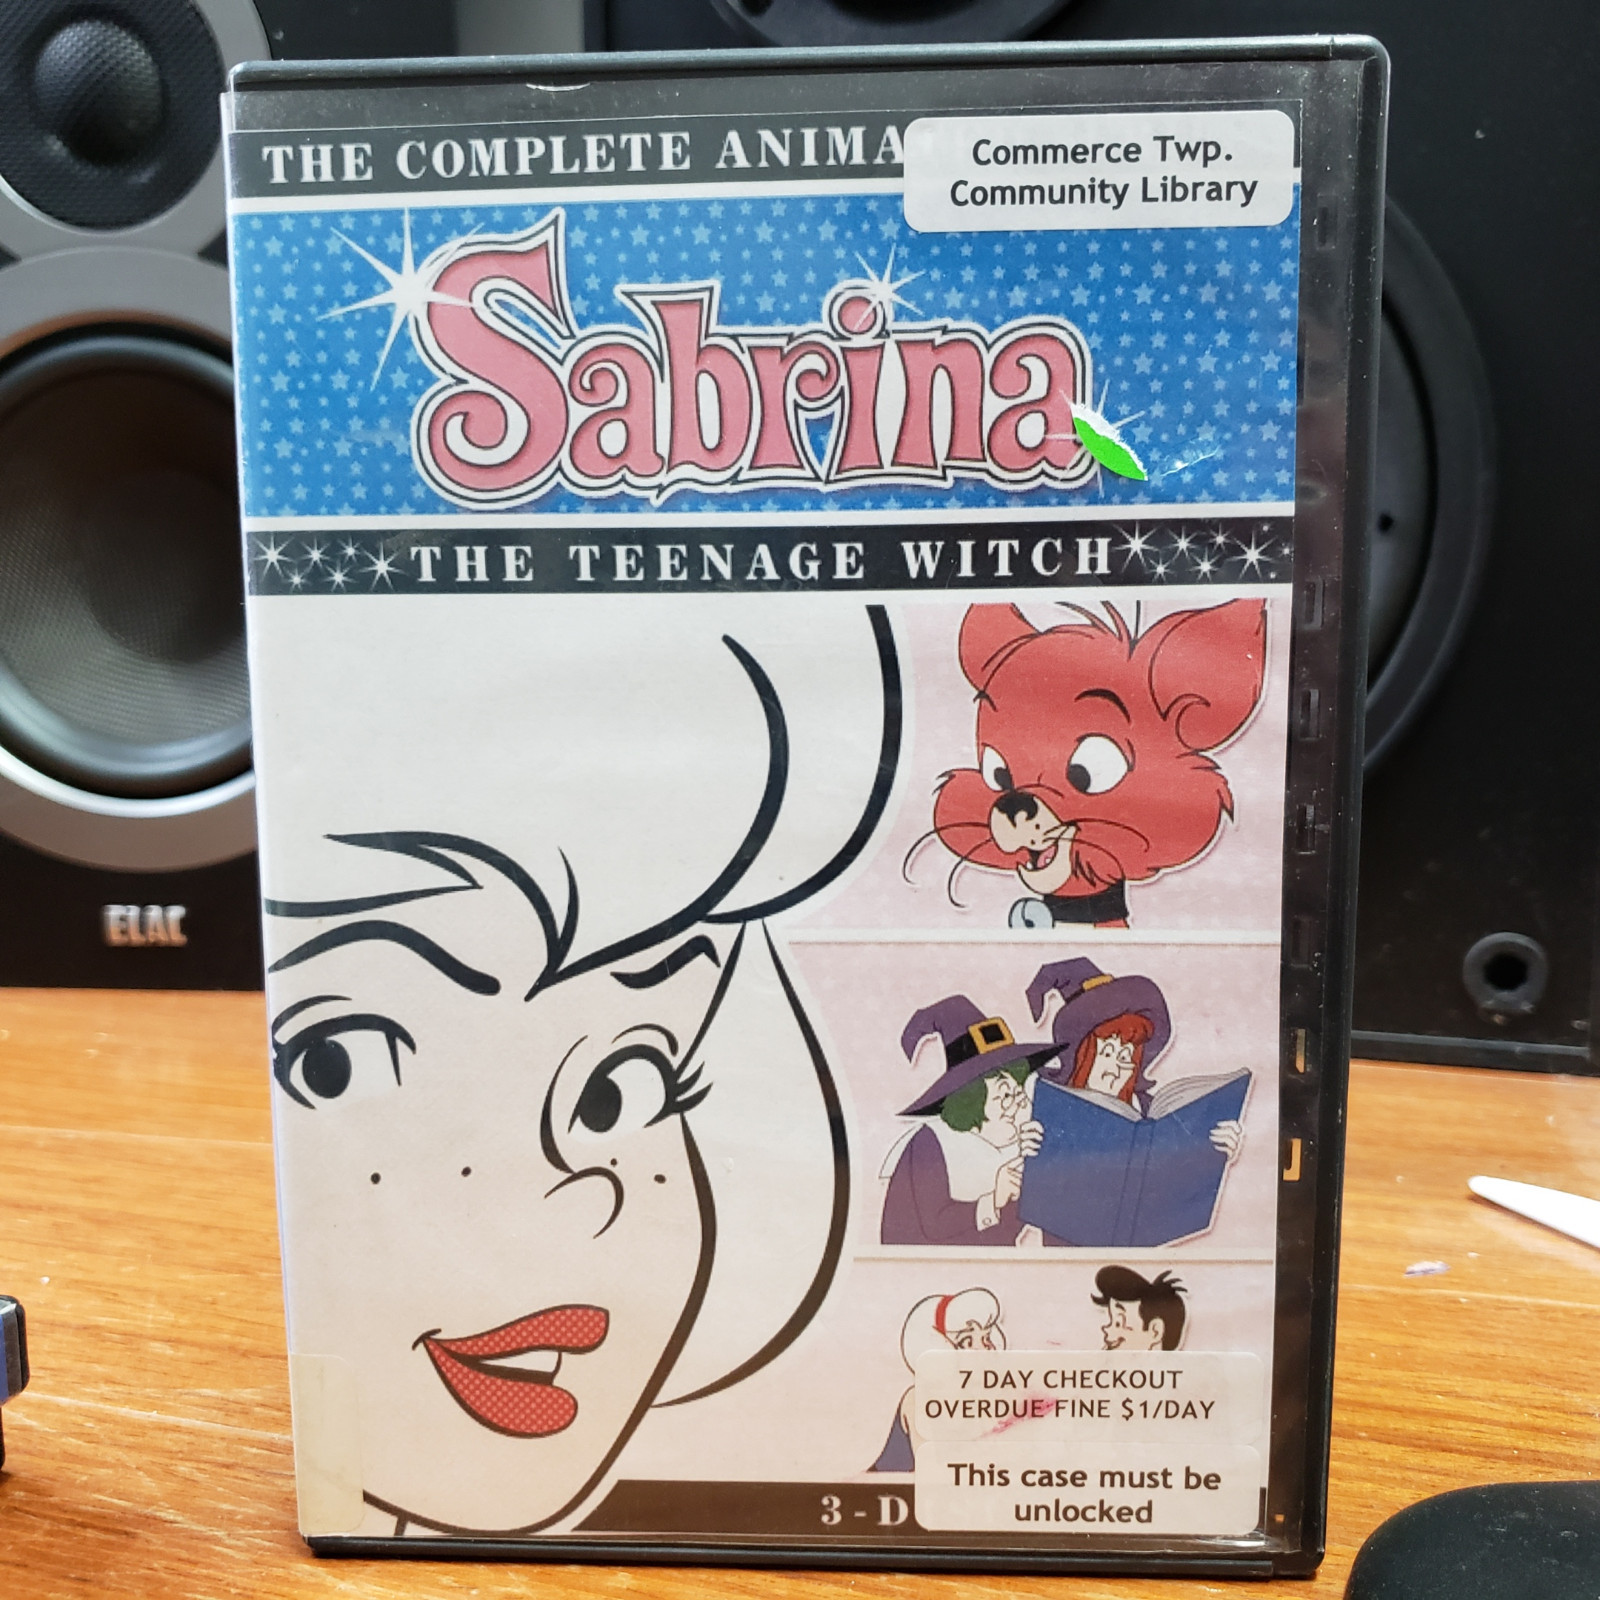 THE COMPLETE ANIMA
Commerce Twp.
Community Library
Sabrina
THE TEENAGE WITCH
ELAC
7 DAY CHECKOUT
OVERDUE FINE $1/DAY
This case must be
unlocked
3-D